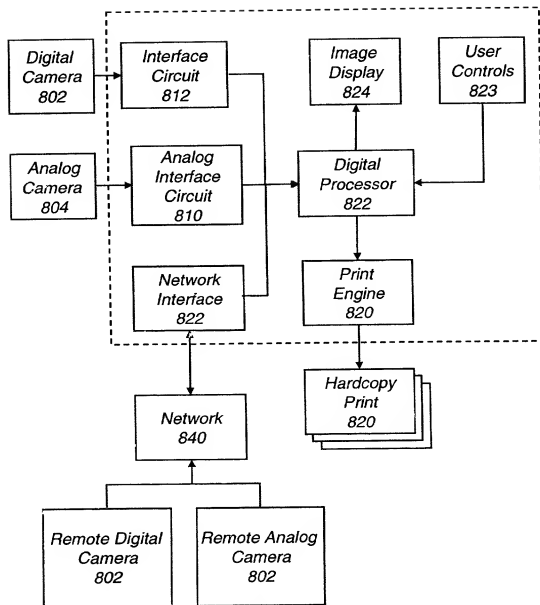 Digital
Camera
802
Interface
Circuit
812
Image
Display
824
User
Controls
823
Analog
Camera
804
Analog
Interface
Circuit
810
Digital
Processor
822
Network
Interface
822
Print
Engine
820
Network
840
Hardcopy
Print
820
Remote Digital
Camera
802
Remote Analog
Camera
802